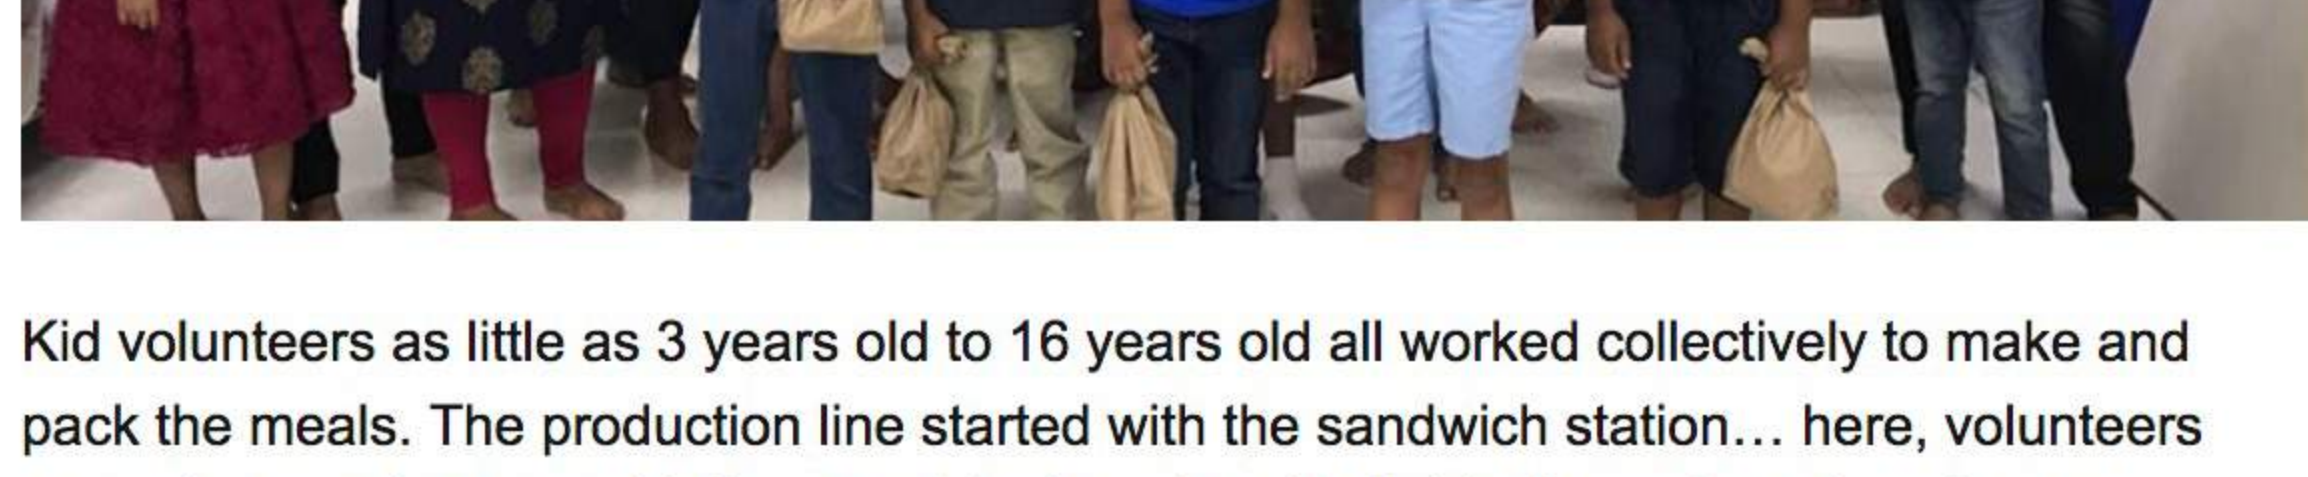 Kid volunteers as little as 3 years old to 16 years old all worked collectively to make and
pack the meals. The production line started with the sandwich station… here, volunteers